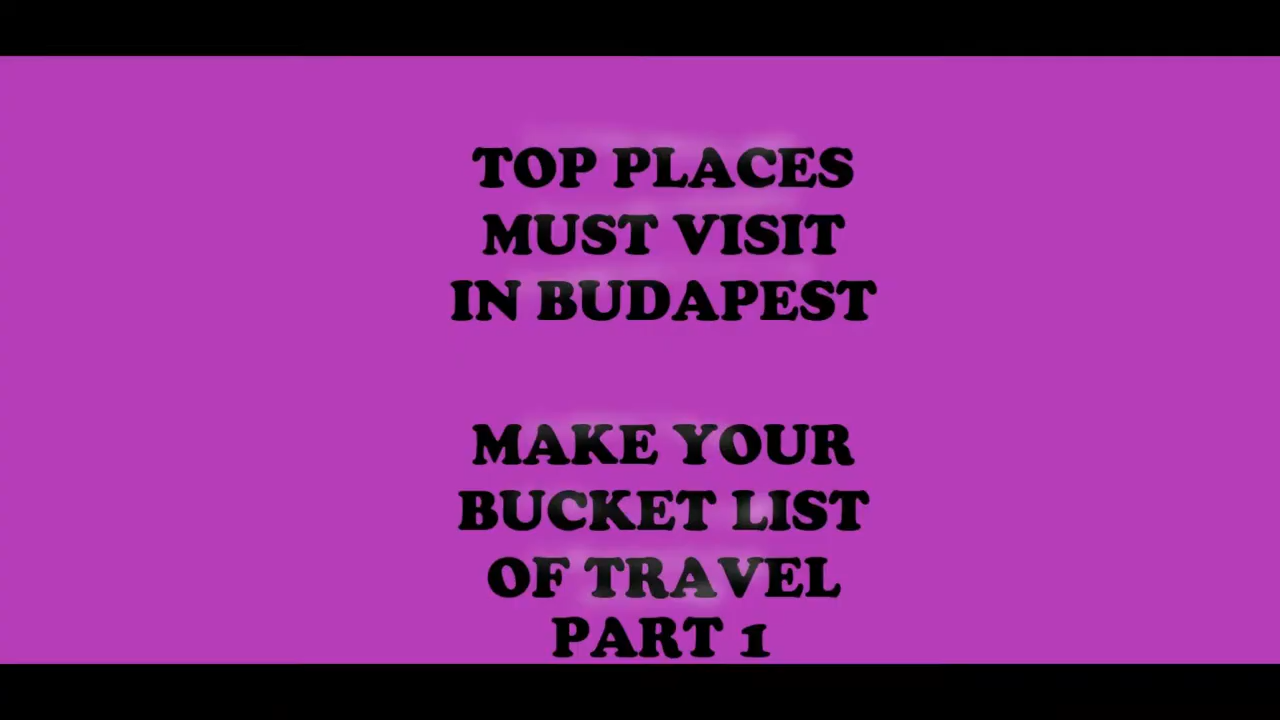 TOP PLACES
MUST VISIT
IN BUDAPEST
MAKE YOUR
BUCKET LIST
OF TRAVEL
PART 1